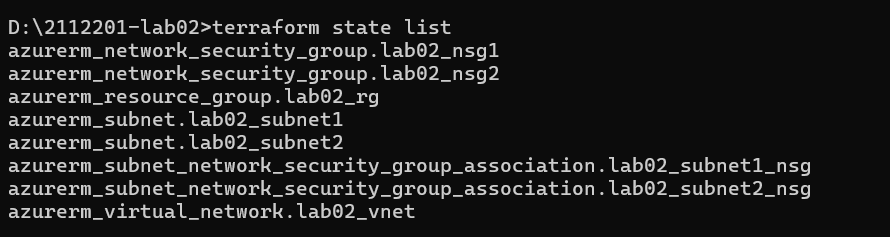 D:\2112201-lab02>terraform state list
azurerm_network_security_group.lab02_nsg1
azurerm_network_security_group.lab02_nsg2
azurerm_resource_group.lab02_rg
azurerm_subnet.lab02_subnet1
azurerm_subnet.lab02_subnet2
azurerm_subnet_network_security_group_association.lab02_subnet1_nsg
azurerm_subnet_network_security_group_association.lab02_subnet2_nsg
azurerm_virtual_network.lab02_vnet